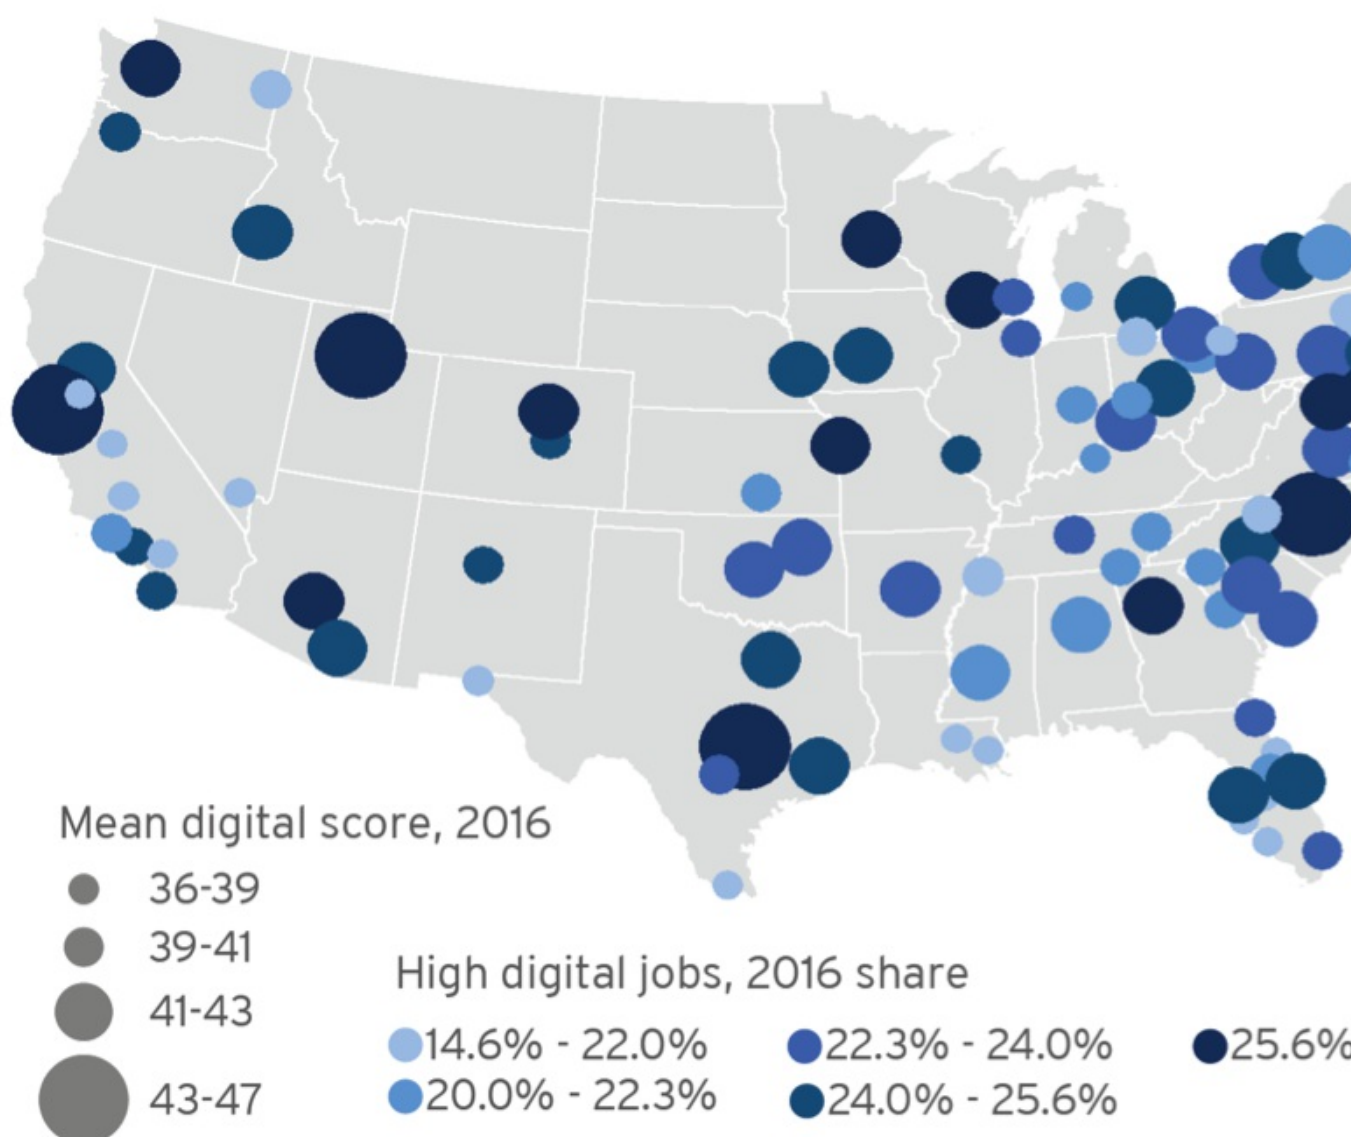 Mean digital score, 2016
36-39
39-41
41-43
43-47
High digital jobs, 2016 share
14.6% - 22.0%
22.3% - 24.0%
25.6%
20.0% - 22.3%
24.0% - 25.6%